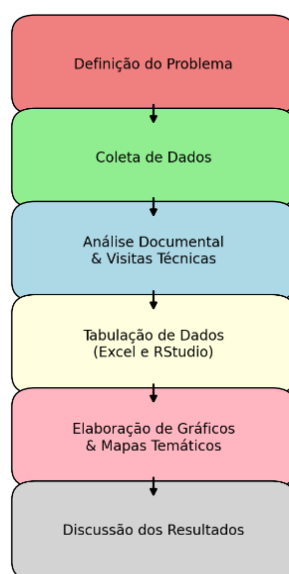 Definição do Problema
Coleta de Dados
Análise Documental
& Visitas Técnicas
Tabulação de Dados
(Excel e RStudio)
Elaboração de Gráficos
& Mapas Temáticos
Discussão dos Resultados